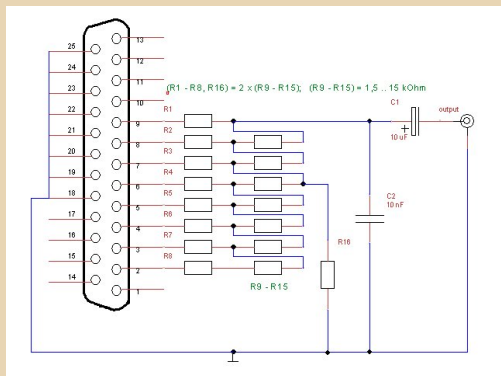 (R1 - R8, R16) = 2 x (R9 - R15); (R9 - R15) = 1,5 .. 15 kOhm
25
24
23
22
21
20
19
18
17
16
15
14
13
12
11
10
9
8
7
6
5
4
3
2
1
R1
R2
R3
R4
R5
R6
R7
R8
R9 - R15
R16
C1
+
10 uF
output
C2
10 nF